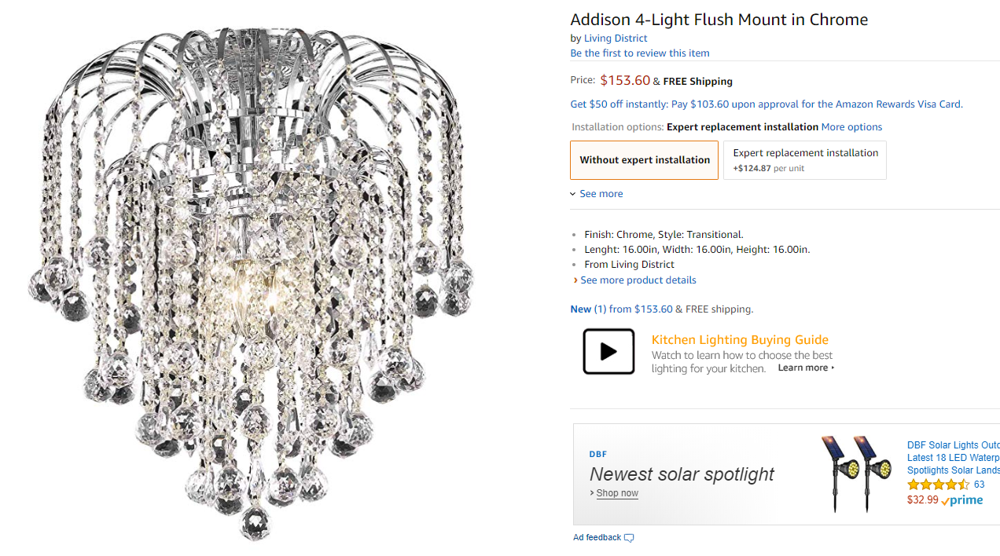 Addison 4-Light Flush Mount in Chrome
by Living District
Be the first to review this item
Price: $153.60 & FREE Shipping
Get $50 off instantly: Pay $103.60 upon approval for the Amazon Rewards Visa Card.
Installation options: Expert replacement installation More options
Without expert installation
Expert replacement installation
+$124.87 per unit
See more
Finish: Chrome, Style: Transitional.
Lenght: 16.00in, Width: 16.00in, Height: 16.00in.
From Living District
› See more product details
New (1) from $153.60 & FREE shipping.
Kitchen Lighting Buying Guide
Watch to learn how to choose the best
lighting for your kitchen. Learn more ›
DBF
Newest solar spotlight
› Shop now
DBF Solar Lights Outd
Latest 18 LED Waterp
Spotlights Solar Lands
63
$32.99 prime
Ad feedback